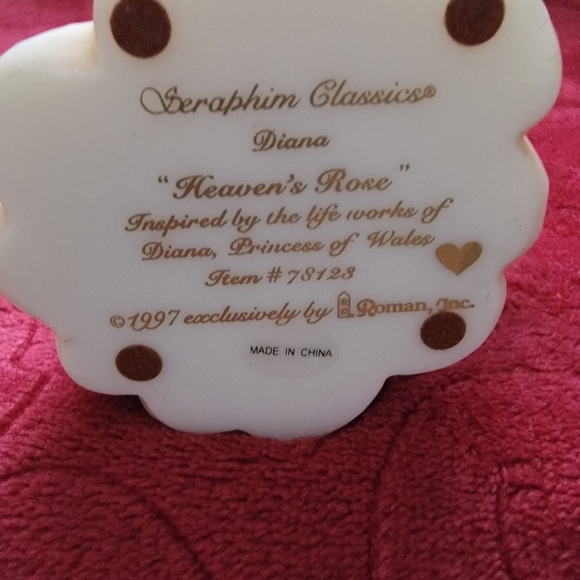 Seraphim Classics®
Diana
“Heaven's Rose”
Inspired by the life works of
Diana, Princess of Wales
Item # 78123
©1997 exclusively by Roman, Inc.
MADE IN CHINA